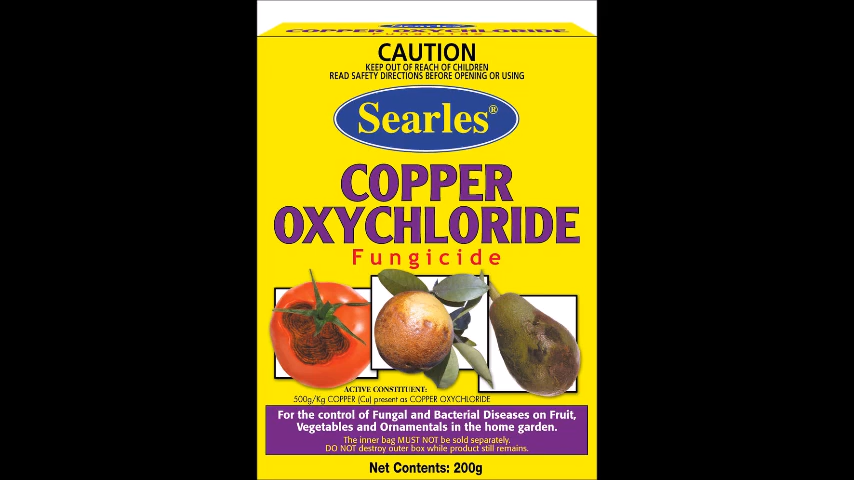 Searles
COPPER OXYCHLORIDE
Fungicide
CAUTION
KEEP OUT OF REACH OF CHILDREN
READ SAFETY DIRECTIONS BEFORE OPENING OR USING
Searles®
COPPER
OXYCHLORIDE
Fungicide
ACTIVE CONSTITUENT:
500g/Kg COPPER (Cu) present as COPPER OXYCHLORIDE
For the control of Fungal and Bacterial Diseases on Fruit,
Vegetables and Ornamentals in the home garden.
The inner bag MUST NOT be sold separately.
DO NOT destroy outer box while product still remains.
Net Contents: 200g